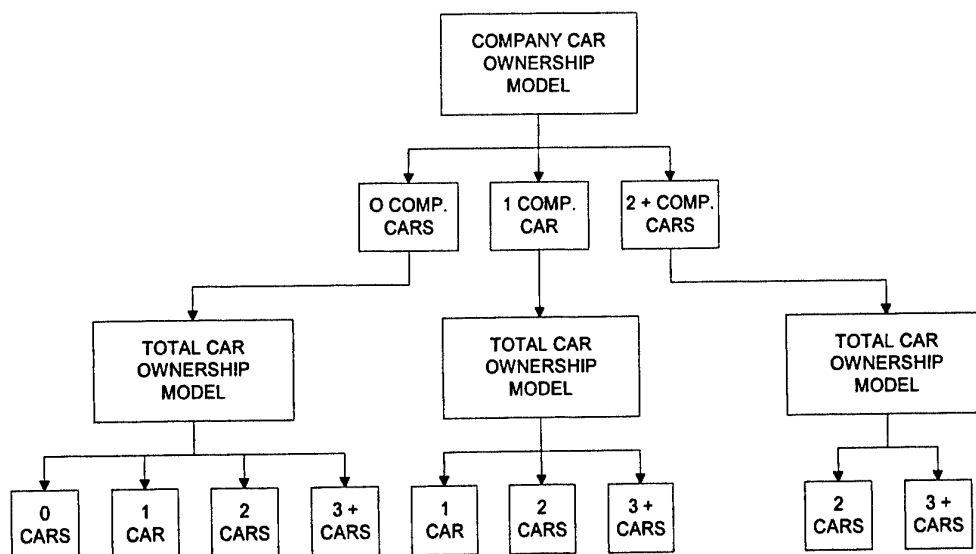 COMPANY CAR
OWNERSHIP
MODEL
O COMP.
CARS
1 COMP.
CAR
2 + COMP.
CARS
TOTAL CAR
OWNERSHIP
MODEL
TOTAL CAR
OWNERSHIP
MODEL
TOTAL CAR
OWNERSHIP
MODEL
0
CARS
1
CAR
2
CARS
3 +
CARS
1
CAR
2
CARS
3 +
CARS
2
CARS
3 +
CARS